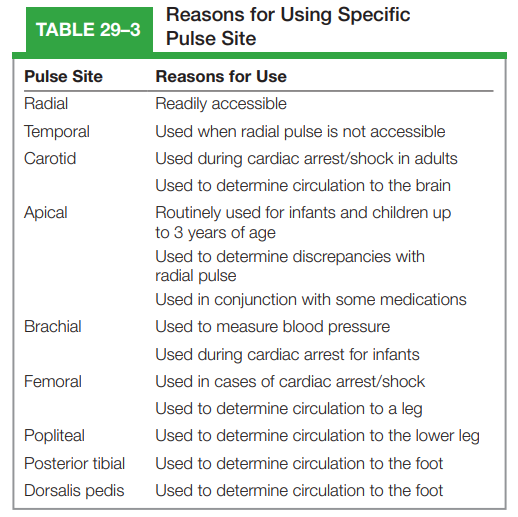 TABLE 29–3
Reasons for Using Specific
Pulse Site
Pulse Site Reasons for Use
Radial Readily accessible
Temporal Used when radial pulse is not accessible
Carotid Used during cardiac arrest/shock in adults
Used to determine circulation to the brain
Apical Routinely used for infants and children up
to 3 years of age
Used to determine discrepancies with
radial pulse
Used in conjunction with some medications
Brachial Used to measure blood pressure
Used during cardiac arrest for infants
Femoral Used in cases of cardiac arrest/shock
Used to determine circulation to a leg
Popliteal Used to determine circulation to the lower leg
Posterior tibial Used to determine circulation to the foot
Dorsalis pedis Used to determine circulation to the foot